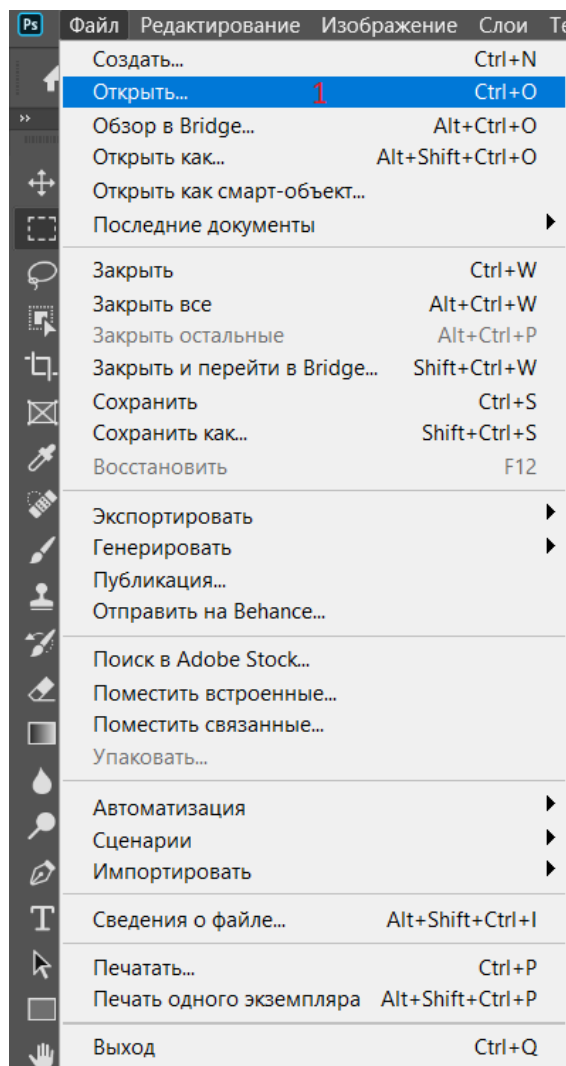 Ps Файл Редактирование Изображение Слои Те
Создать... Ctrl+N
Открыть... 1 Ctrl+O
Обзор в Bridge... Alt+Ctrl+O
Открыть как... Alt+Shift+Ctrl+O
Открыть как смарт-объект...
Последние документы
Закрыть Ctrl+W
Закрыть все Alt+Ctrl+W
Закрыть остальные Alt+Ctrl+P
Закрыть и перейти в Bridge... Shift+Ctrl+W
Сохранить Ctrl+S
Сохранить как... Shift+Ctrl+S
Восстановить F12
Экспортировать
Генерировать
Публикация...
Отправить на Behance...
Поиск в Adobe Stock...
Поместить встроенные...
Поместить связанные...
Упаковать...
Автоматизация
Сценарии
Импортировать
Сведения о файле... Alt+Shift+Ctrl+I
Печатать... Ctrl+P
Печать одного экземпляра Alt+Shift+Ctrl+P
Выход Ctrl+Q